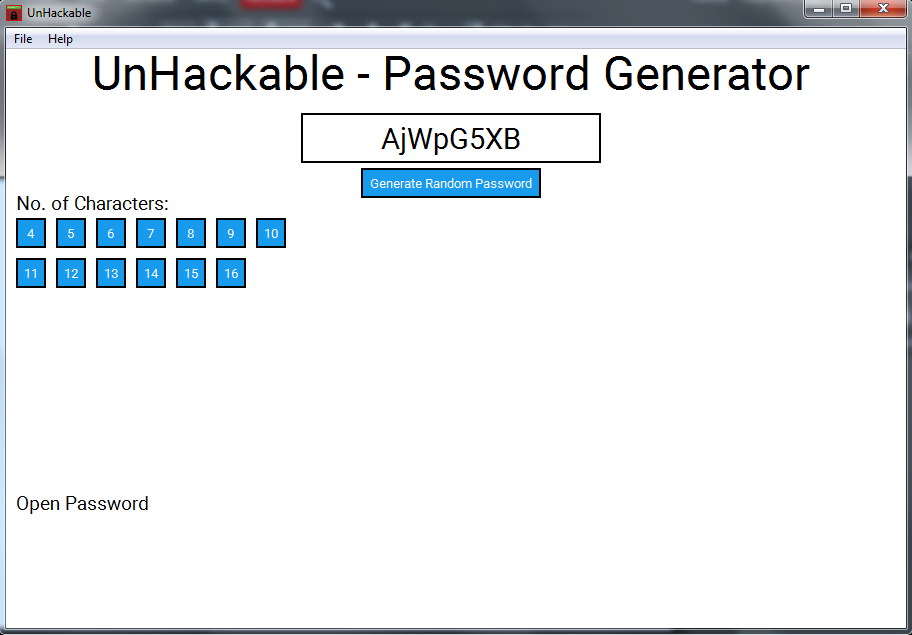 UnHackable
File Help
UnHackable - Password Generator
AjWpG5XB
Generate Random Password
No. of Characters:
4 5 6 7 8 9 10
11 12 13 14 15 16
Open Password